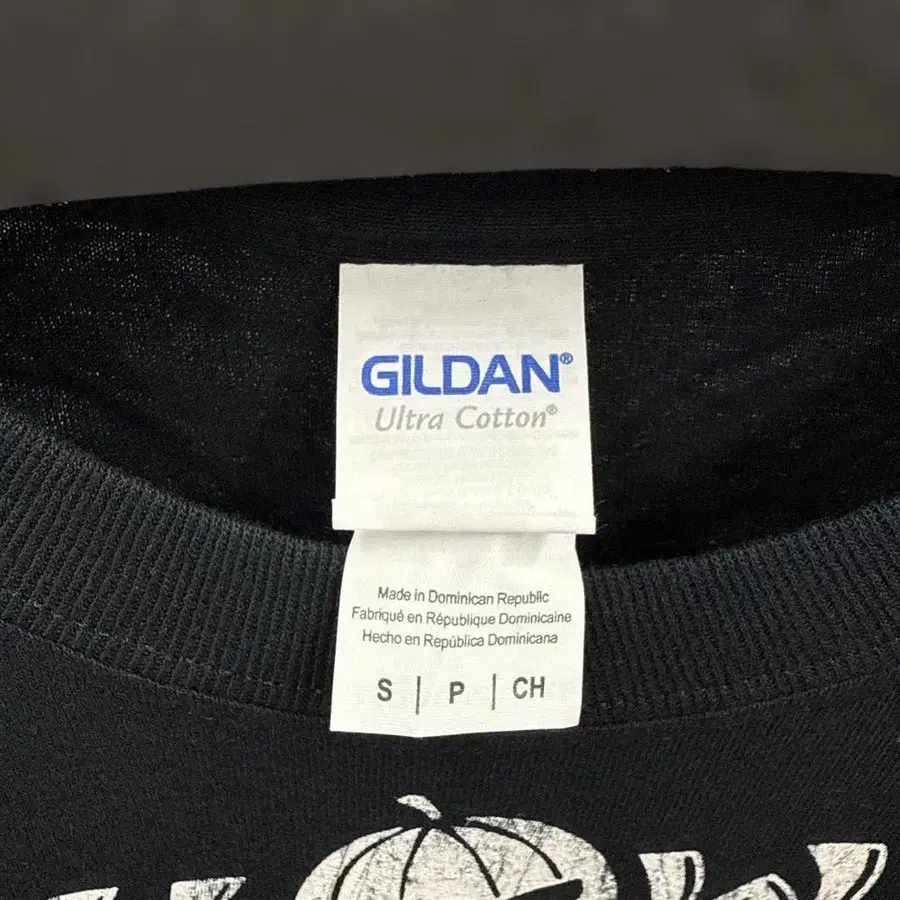 GILDAN®
Ultra Cotton®
Made in Dominican Republic
Fabriqué en République Dominicaine
Hecho en República Dominicana
S | P | CH